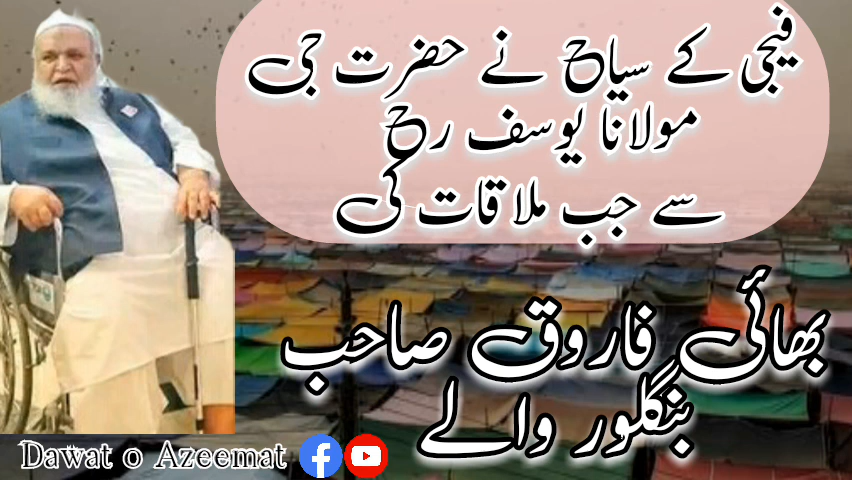 فیجی کے سیاح نے حضرت جی
مولانا یوسف رح
سے جب ملاقات کی
بھائی فاروق صاحب
بنگلور والے
Dawat o Azeemat